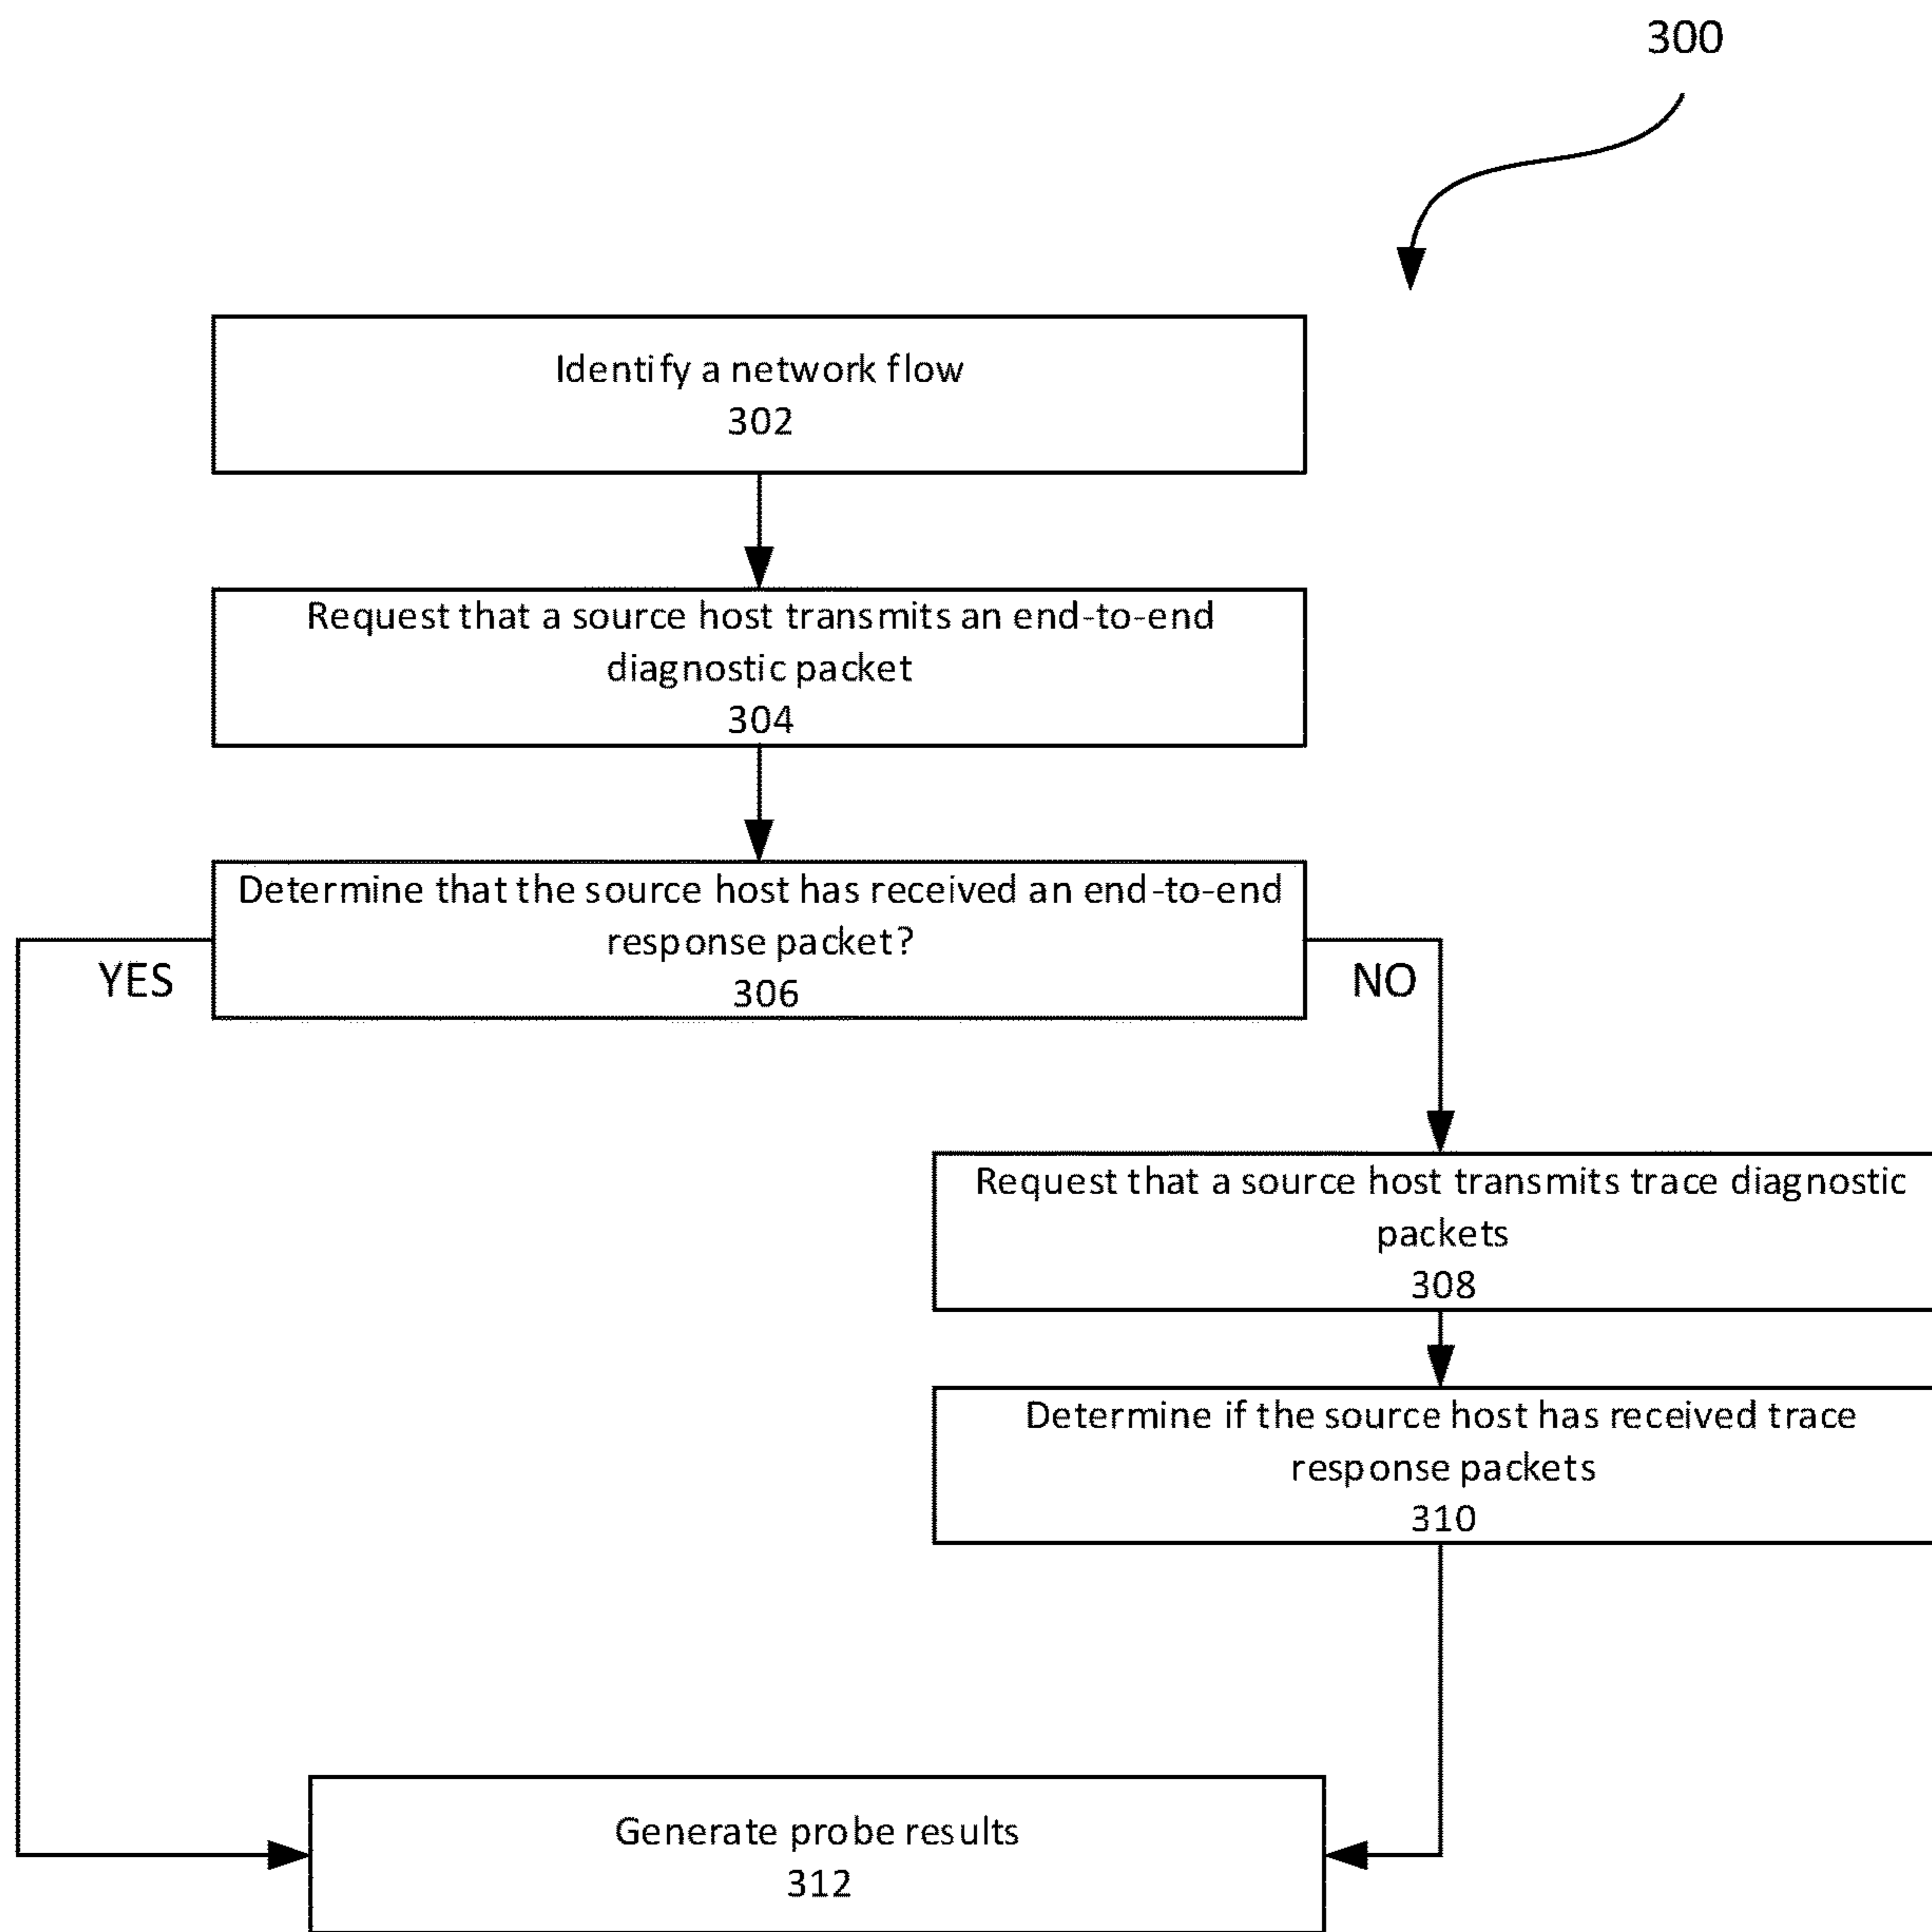 300
Identify a network flow
302
Request that a source host transmits an end-to-end
diagnostic packet
304
Determine that the source host has received an end-to-end
response packet?
306
YES
NO
Request that a source host transmits trace diagnostic
packets
308
Determine if the source host has received trace
response packets
310
Generate probe results
312